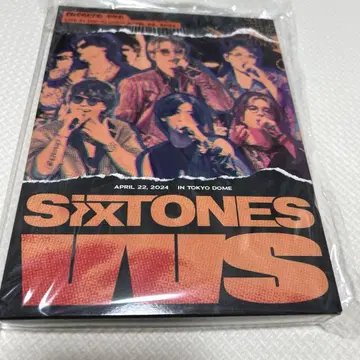 APRIL 22, 2024 IN TOKYO DOME
SixTONES
VVS